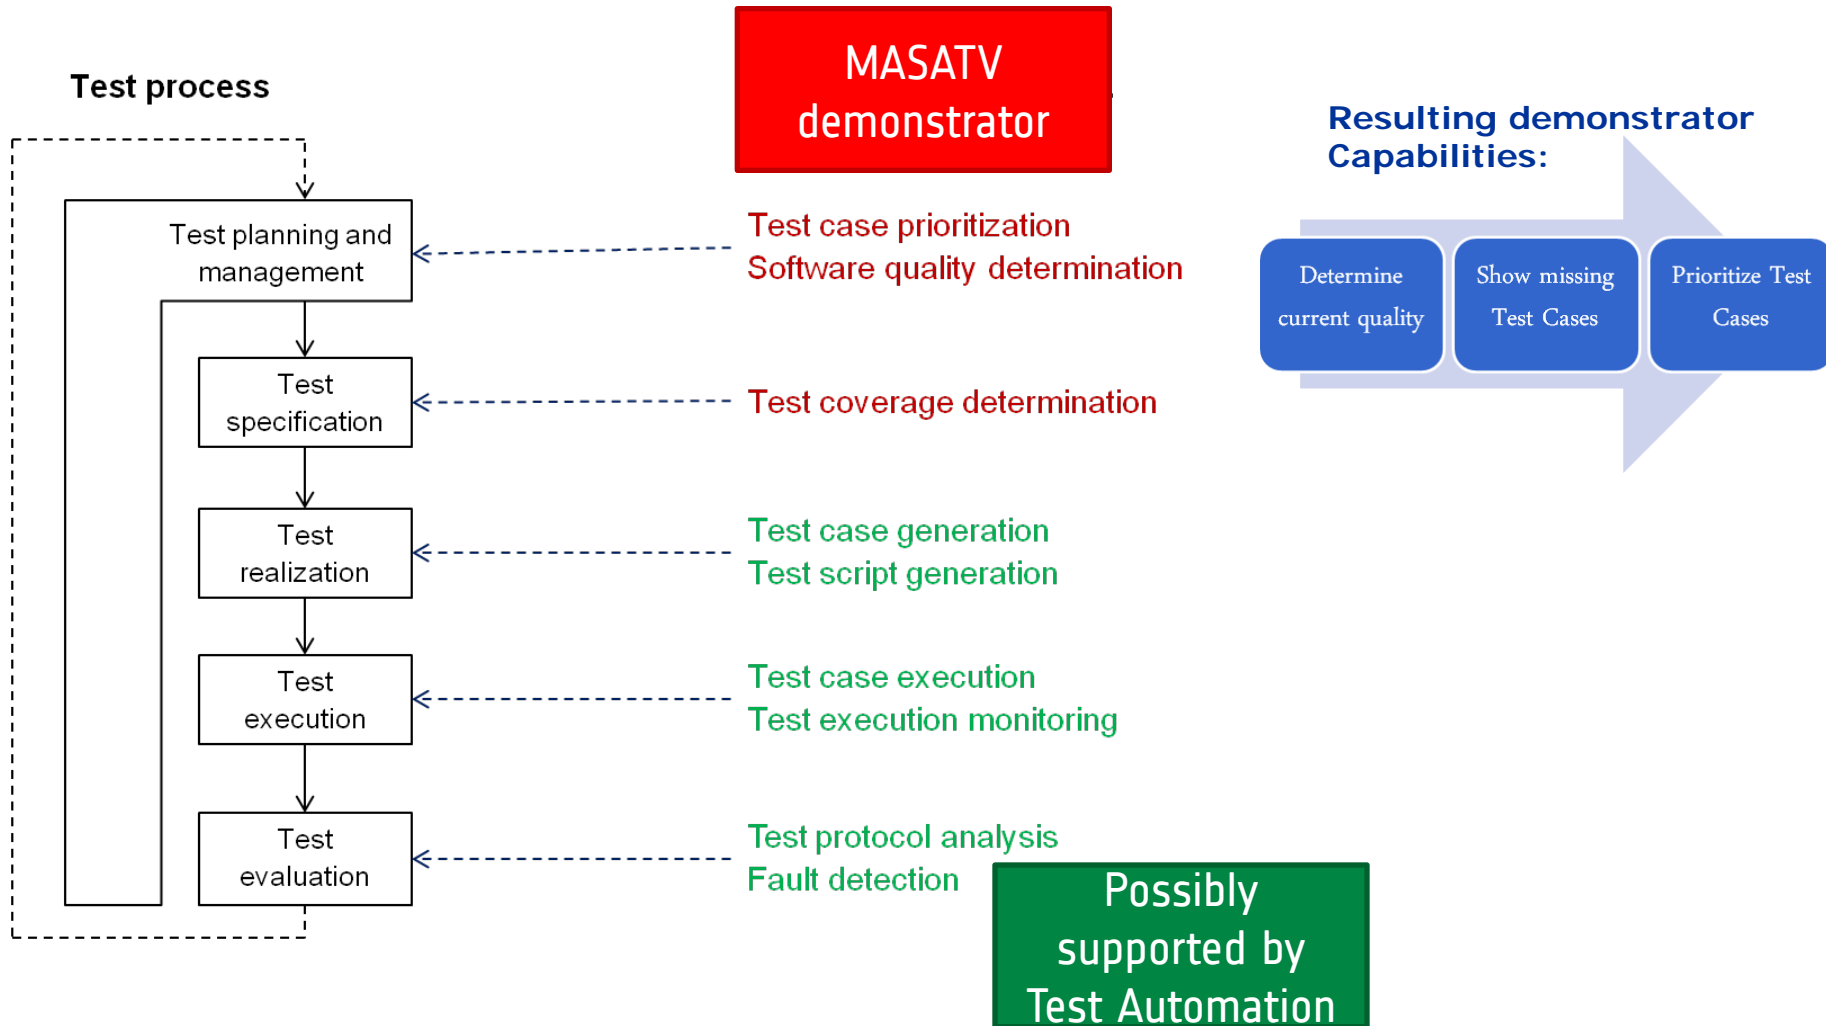 Test process
MASATV
demonstrator
Resulting demonstrator
Capabilities:
Test planning and
management
Test case prioritization
Software quality determination
Determine
current quality
Show missing
Test Cases
Prioritize Test
Cases
Test
specification
Test coverage determination
Test
realization
Test case generation
Test script generation
Test
execution
Test case execution
Test execution monitoring
Test
evaluation
Test protocol analysis
Fault detection
Possibly
supported by
Test Automation